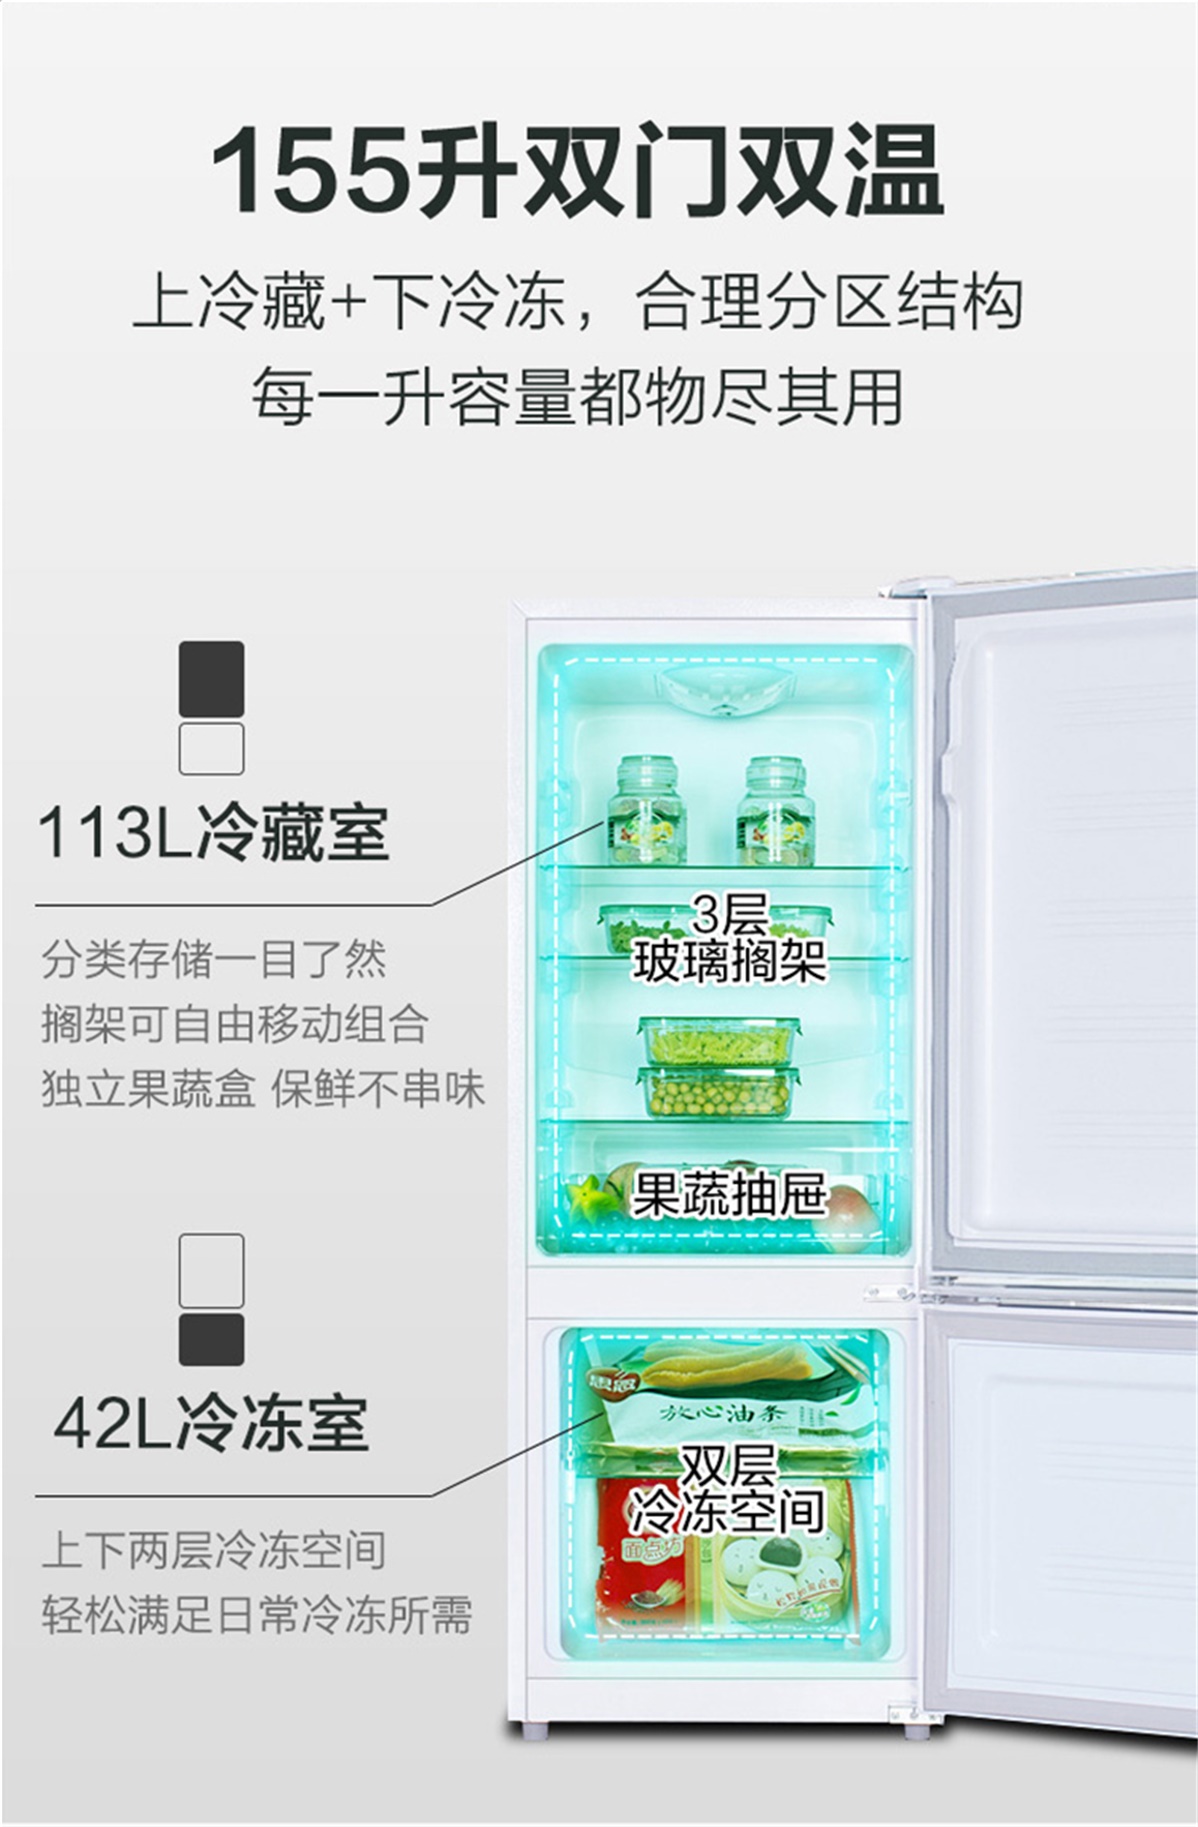 155升双门双温
上冷藏+下冷冻，合理分区结构
每一升容量都物尽其用
113L冷藏室
分类存储一目了然
搁架可自由移动组合
独立果蔬盒 保鲜不串味
3层
玻璃搁架
果蔬抽屉
42L冷冻室
上下两层冷冻空间
轻松满足日常冷冻所需
思念
放心油条
双层
冷冻空间
面点坊